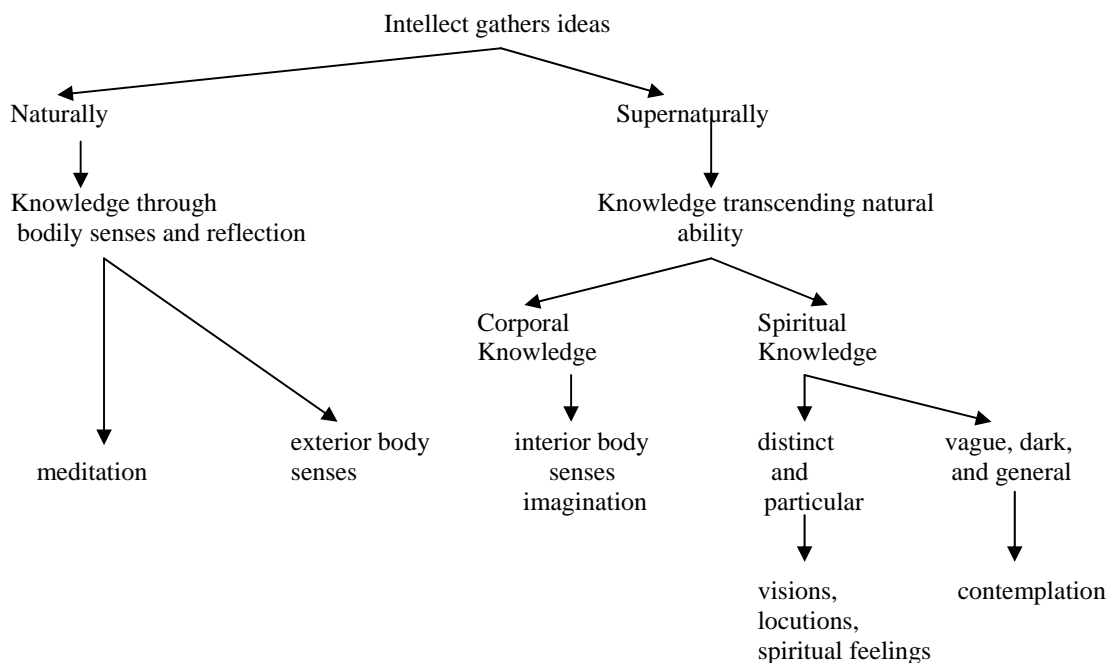 Intellect gathers ideas
Naturally
Supernaturally
Knowledge through
bodily senses and reflection
Knowledge transcending natural
ability
Corporal
Knowledge
Spiritual
Knowledge
meditation
exterior body
senses
interior body
senses
imagination
distinct
and
particular
vague, dark,
and general
visions,
locutions,
spiritual feelings
contemplation